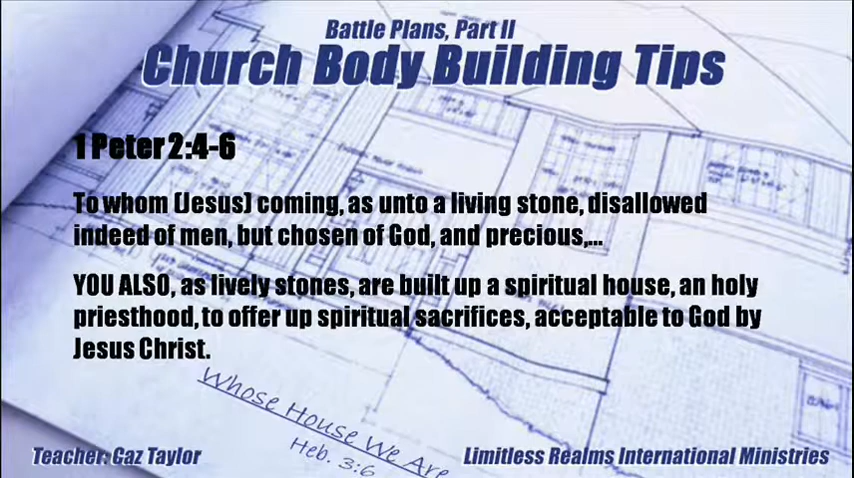 Battle Plans, Part II
Church Body Building Tips
1 Peter 2:4-6
To whom (Jesus) coming, as unto a living stone, disallowed
indeed of men, but chosen of God, and precious,...
YOU ALSO, as lively stones, are built up a spiritual house, an holy
priesthood, to offer up spiritual sacrifices, acceptable to God by
Jesus Christ.
Whose House We Are
Heb. 3:6
Teacher: Gaz Taylor
Limitless Realms International Ministries